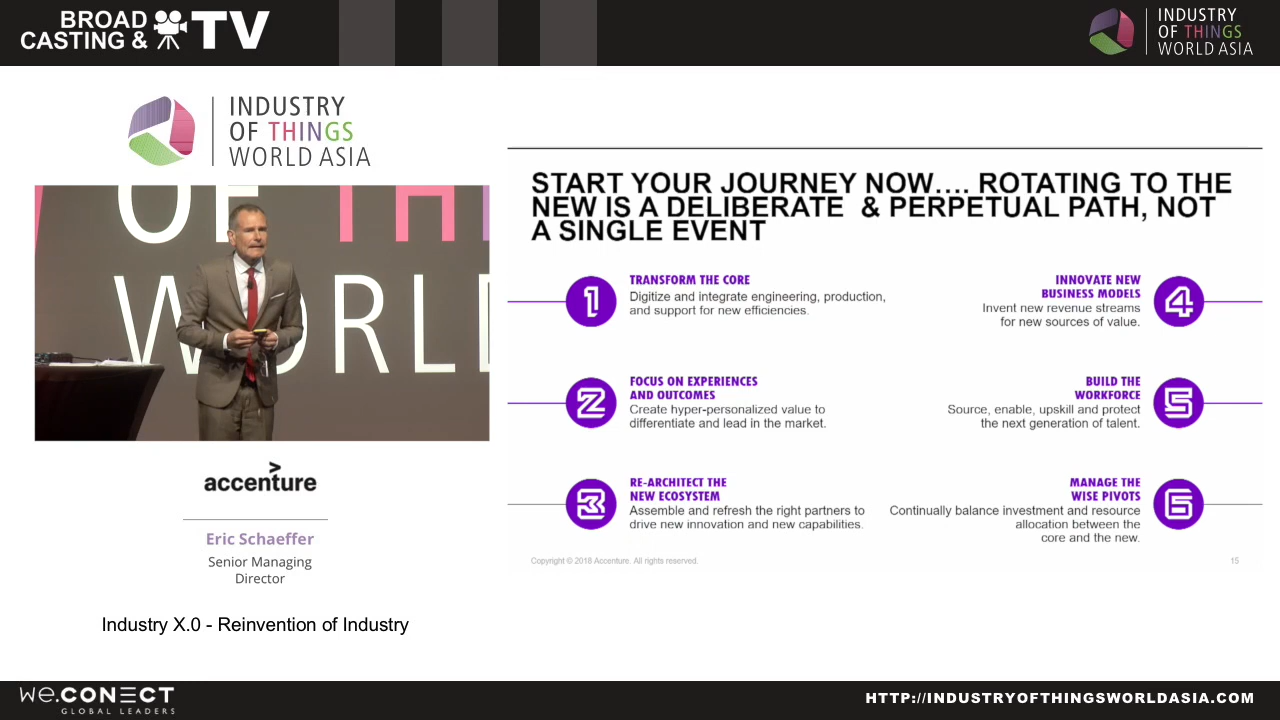 BROAD
CASTING & TV
INDUSTRY
OF THINGS
WORLD ASIA
INDUSTRY
OF THINGS
WORLD ASIA
OF TH
WORLD
accenture
Eric Schaeffer
Senior Managing
Director
Industry X.0 - Reinvention of Industry
START YOUR JOURNEY NOW.... ROTATING TO THE
NEW IS A DELIBERATE & PERPETUAL PATH, NOT
A SINGLE EVENT
1
TRANSFORM THE CORE
Digitize and integrate engineering, production,
and support for new efficiencies.
2
FOCUS ON EXPERIENCES
AND OUTCOMES
Create hyper-personalized value to
differentiate and lead in the market.
3
RE-ARCHITECT THE
NEW ECOSYSTEM
Assemble and refresh the right partners to
drive new innovation and new capabilities.
4
INNOVATE NEW
BUSINESS MODELS
Invent new revenue streams
for new sources of value.
5
BUILD THE
WORKFORCE
Source, enable, upskill and protect
the next generation of talent.
6
MANAGE THE
WISE PIVOTS
Continually balance investment and resource
allocation between the
core and the new.
Copyright © 2018 Accenture. All rights reserved.
15
we.CONECT
GLOBAL LEADERS
HTTP://INDUSTRYOFTHINGSWORLDASIA.COM